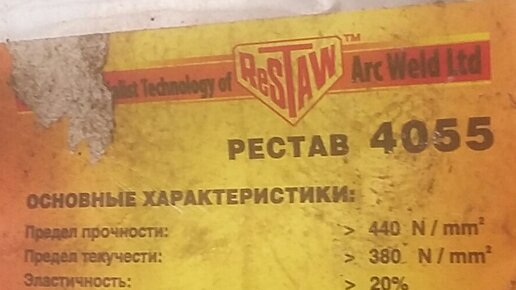 Technology of ReSTAW™ Arc Weld Ltd
РЕСТАВ 4055
ОСНОВНЫЕ ХАРАКТЕРИСТИКИ:
Предел прочности: > 440 N / mm²
Предел текучести: > 380 N / mm²
Эластичность: > 20%